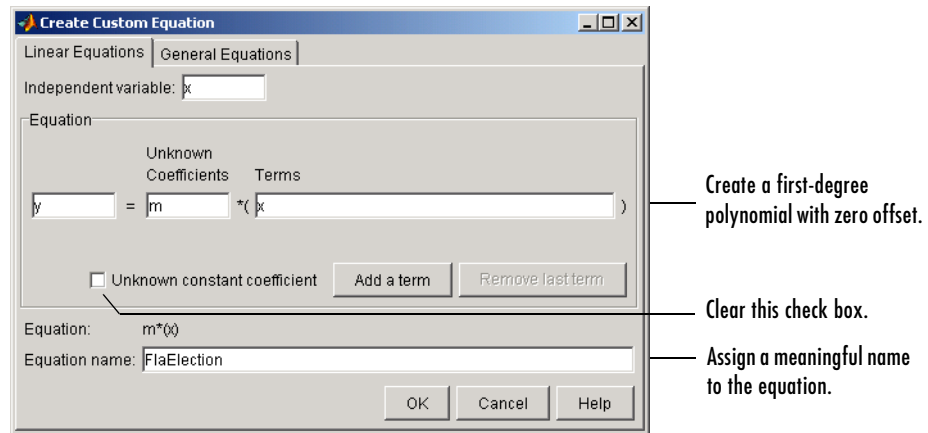 Create Custom Equation
Linear Equations General Equations
Independent variable: x
Equation
Unknown
Coefficients Terms
y = m *( x )
Create a first-degree
polynomial with zero offset.
Unknown constant coefficient Add a term Remove last term
Clear this check box.
Equation: m*(x)
Equation name: FlaElection
Assign a meaningful name
to the equation.
OK Cancel Help